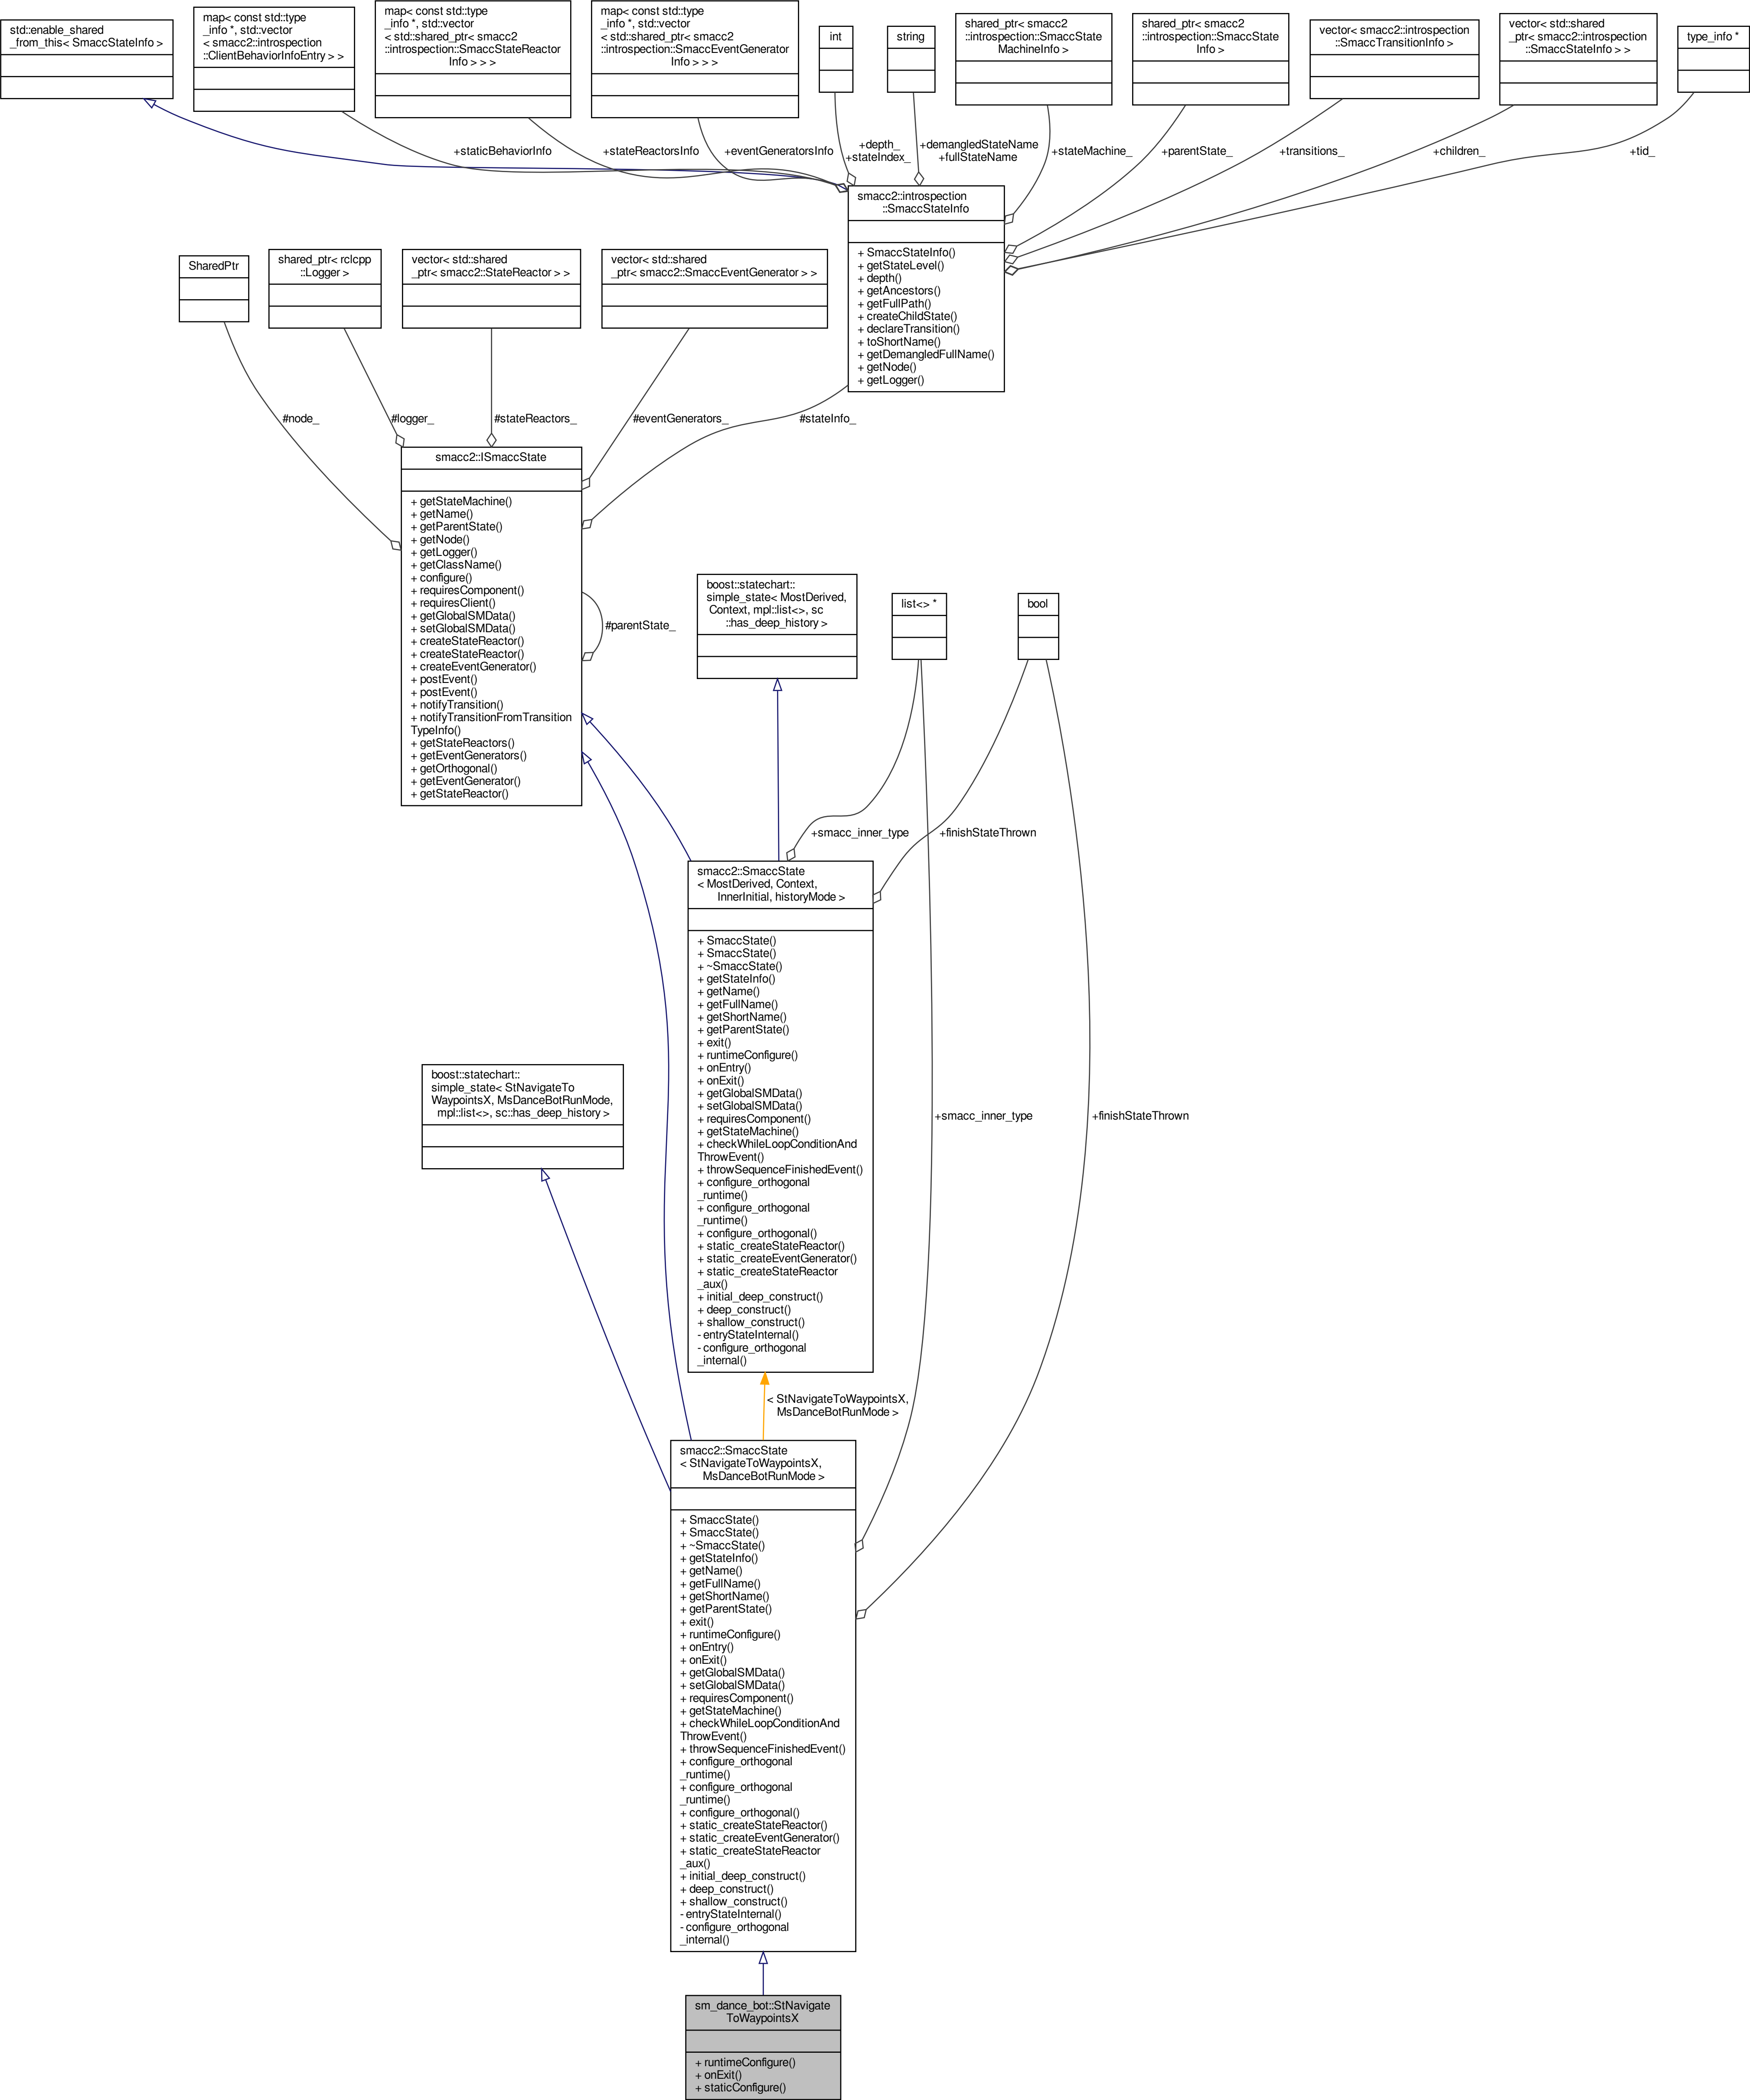 std::enable_shared
_from_this< SmaccStateInfo >
map< const std::type
_info *, std::vector
< smacc2::introspection
::ClientBehaviorInfoEntry > >
map< const std::type
_info *, std::vector
< std::shared_ptr< smacc2
::introspection::SmaccStateReactor
Info > > >
map< const std::type
_info *, std::vector
< std::shared_ptr< smacc2
::introspection::SmaccEventGenerator
Info > > >
int
string
shared_ptr< smacc2
::introspection::SmaccState
MachineInfo >
shared_ptr< smacc2
::introspection::SmaccState
Info >
vector< smacc2::introspection
::SmaccTransitionInfo >
vector< std::shared
_ptr< smacc2::introspection
::SmaccStateInfo > >
type_info *
+staticBehaviorInfo
+stateReactorsInfo
+eventGeneratorsInfo
+depth_
+stateIndex_
+demangledStateName
+fullStateName
+stateMachine_
+parentState_
+transitions_
+children_
+tid_
smacc2::introspection
::SmaccStateInfo
+ SmaccStateInfo()
+ getStateLevel()
+ depth()
+ getAncestors()
+ getFullPath()
+ createChildState()
+ declareTransition()
+ toShortName()
+ getDemangledFullName()
+ getNode()
+ getLogger()
SharedPtr
shared_ptr< rclcpp
::Logger >
vector< std::shared
_ptr< smacc2::StateReactor > >
vector< std::shared
_ptr< smacc2::SmaccEventGenerator > >
#node_
#logger_
#stateReactors_
#eventGenerators_
#stateInfo_
smacc2::ISmaccState
+ getStateMachine()
+ getName()
+ getParentState()
+ getNode()
+ getLogger()
+ getClassName()
+ configure()
+ requiresComponent()
+ requiresClient()
+ getGlobalSMData()
+ setGlobalSMData()
+ createStateReactor()
+ createStateReactor()
+ createEventGenerator()
+ postEvent()
+ postEvent()
+ notifyTransition()
+ notifyTransitionFromTransition
TypeInfo()
+ getStateReactors()
+ getEventGenerators()
+ getOrthogonal()
+ getEventGenerator()
+ getStateReactor()
#parentState_
boost::statechart::
simple_state< MostDerived,
Context, mpl::list<>, sc
::has_deep_history >
list<> *
bool
+smacc_inner_type
+finishStateThrown
smacc2::SmaccState
< MostDerived, Context,
InnerInitial, historyMode >
+ SmaccState()
+ SmaccState()
+ ~SmaccState()
+ getStateInfo()
+ getName()
+ getFullName()
+ getShortName()
+ getParentState()
+ exit()
+ runtimeConfigure()
+ onEntry()
+ onExit()
+ getGlobalSMData()
+ setGlobalSMData()
+ requiresComponent()
+ getStateMachine()
+ checkWhileLoopConditionAnd
ThrowEvent()
+ throwSequenceFinishedEvent()
+ configure_orthogonal
_runtime()
+ configure_orthogonal
_runtime()
+ configure_orthogonal()
+ static_createStateReactor()
+ static_createEventGenerator()
+ static_createStateReactor
_aux()
+ initial_deep_construct()
+ deep_construct()
+ shallow_construct()
- entryStateInternal()
- configure_orthogonal
_internal()
boost::statechart::
simple_state< StNavigateTo
WaypointsX, MsDanceBotRunMode,
mpl::list<>, sc::has_deep_history >
+smacc_inner_type
+finishStateThrown
< StNavigateToWaypointsX,
MsDanceBotRunMode >
smacc2::SmaccState
< StNavigateToWaypointsX,
MsDanceBotRunMode >
+ SmaccState()
+ SmaccState()
+ ~SmaccState()
+ getStateInfo()
+ getName()
+ getFullName()
+ getShortName()
+ getParentState()
+ exit()
+ runtimeConfigure()
+ onEntry()
+ onExit()
+ getGlobalSMData()
+ setGlobalSMData()
+ requiresComponent()
+ getStateMachine()
+ checkWhileLoopConditionAnd
ThrowEvent()
+ throwSequenceFinishedEvent()
+ configure_orthogonal
_runtime()
+ configure_orthogonal
_runtime()
+ configure_orthogonal()
+ static_createStateReactor()
+ static_createEventGenerator()
+ static_createStateReactor
_aux()
+ initial_deep_construct()
+ deep_construct()
+ shallow_construct()
- entryStateInternal()
- configure_orthogonal
_internal()
sm_dance_bot::StNavigate
ToWaypointsX
+ runtimeConfigure()
+ onExit()
+ staticConfigure()